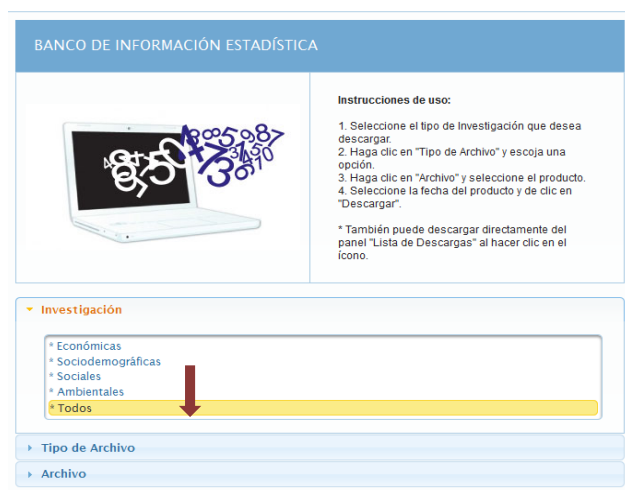 BANCO DE INFORMACIÓN ESTADÍSTICA
Instrucciones de uso:
1. Seleccione el tipo de Investigación que desea
descargar.
2. Haga clic en "Tipo de Archivo" y escoja una
opción.
3. Haga clic en "Archivo" y seleccione el producto.
4. Seleccione la fecha del producto y de clic en
"Descargar".
* También puede descargar directamente del
panel "Lista de Descargas" al hacer clic en el
ícono.
Investigación
* Económicas
* Sociodemográficas
* Sociales
* Ambientales
* Todos
Tipo de Archivo
Archivo